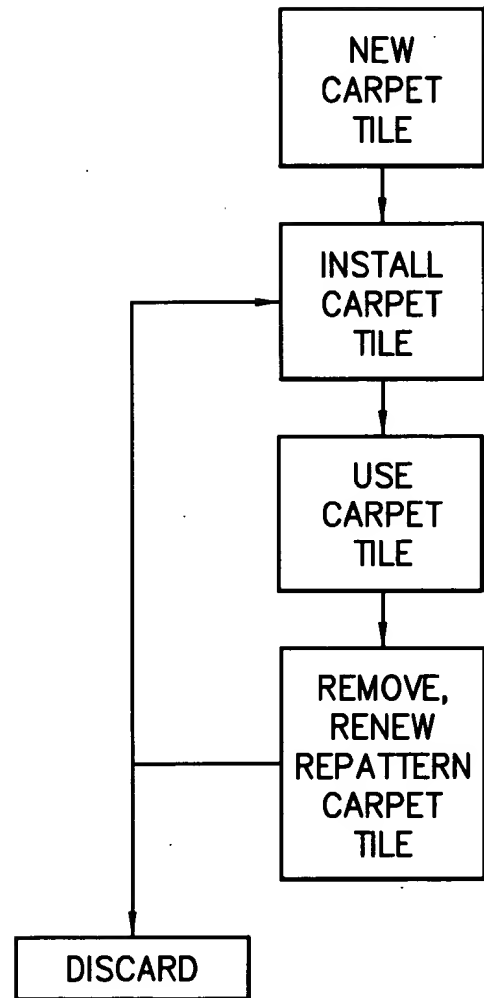 NEW
CARPET
TILE
INSTALL
CARPET
TILE
USE
CARPET
TILE
REMOVE,
RENEW
REPATTERN
CARPET
TILE
DISCARD